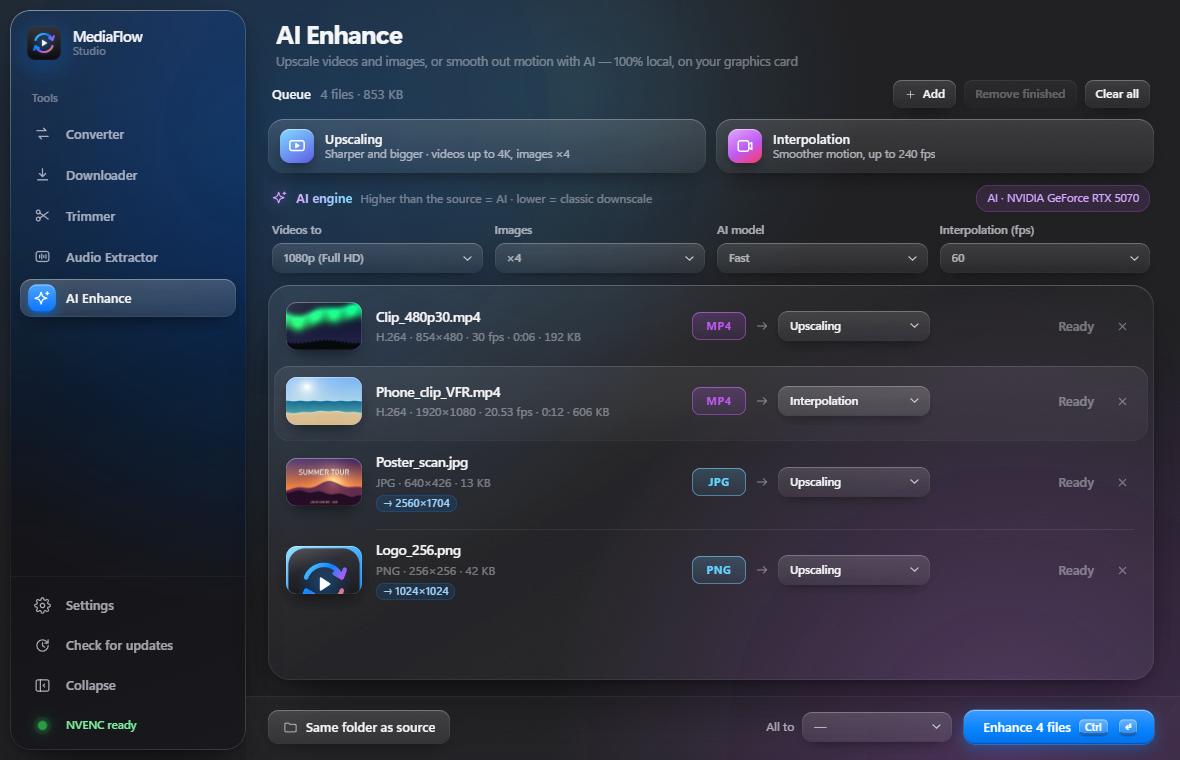 MediaFlow
Studio
Tools
Converter
Downloader
Trimmer
Audio Extractor
AI Enhance
Settings
Check for updates
Collapse
NVENC ready
AI Enhance
Upscale videos and images, or smooth out motion with AI — 100% local, on your graphics card
Queue 4 files · 853 KB
+ Add
Remove finished
Clear all
Upscaling
Sharper and bigger · videos up to 4K, images ×4
Interpolation
Smoother motion, up to 240 fps
AI engine Higher than the source = AI · lower = classic downscale
AI · NVIDIA GeForce RTX 5070
Videos to
Images
AI model
Interpolation (fps)
1080p (Full HD)
×4
Fast
60
Clip_480p30.mp4
H.264 · 854×480 · 30 fps · 0:06 · 192 KB
MP4 → Upscaling
Ready ×
Phone_clip_VFR.mp4
H.264 · 1920×1080 · 20.53 fps · 0:12 · 606 KB
MP4 → Interpolation
Ready ×
SUMMER TOUR
Poster_scan.jpg
JPG · 640×426 · 13 KB
→ 2560×1704
JPG → Upscaling
Ready ×
Logo_256.png
PNG · 256×256 · 42 KB
→ 1024×1024
PNG → Upscaling
Ready ×
Same folder as source
All to —
Enhance 4 files Ctrl ⏎